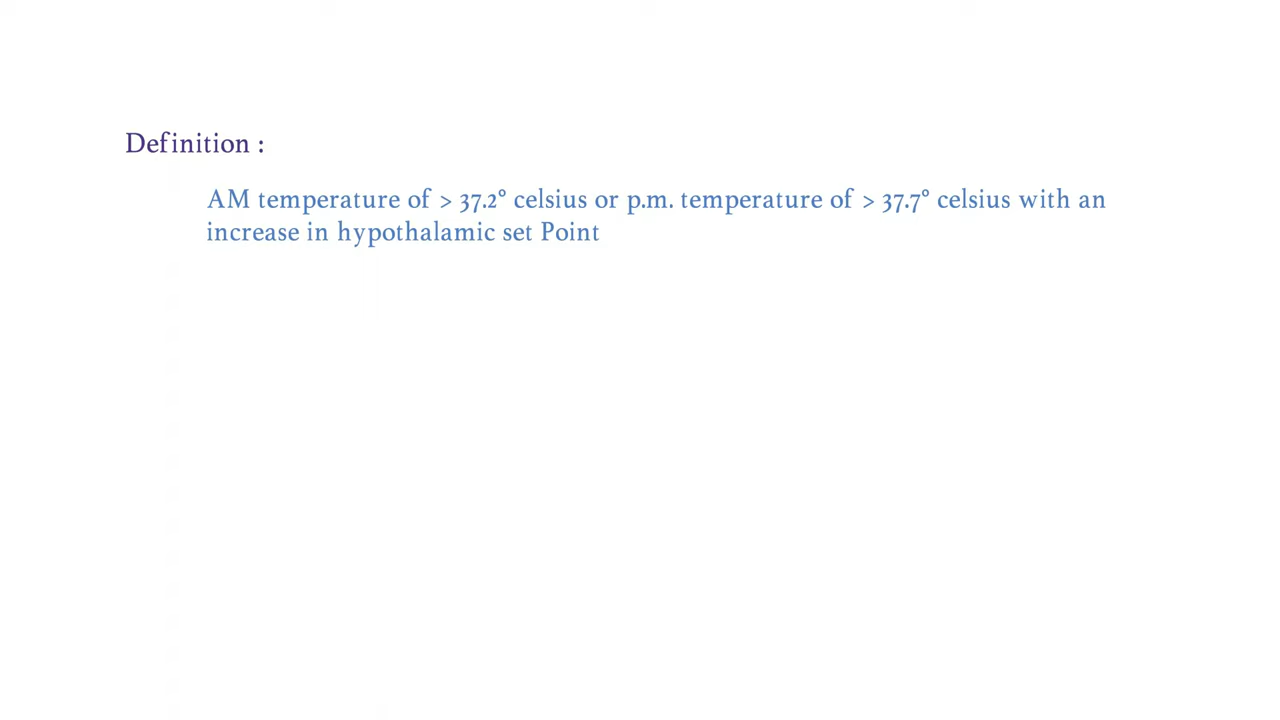 Definition :
AM temperature of > 37.2° celsius or p.m. temperature of > 37.7° celsius with an
increase in hypothalamic set Point